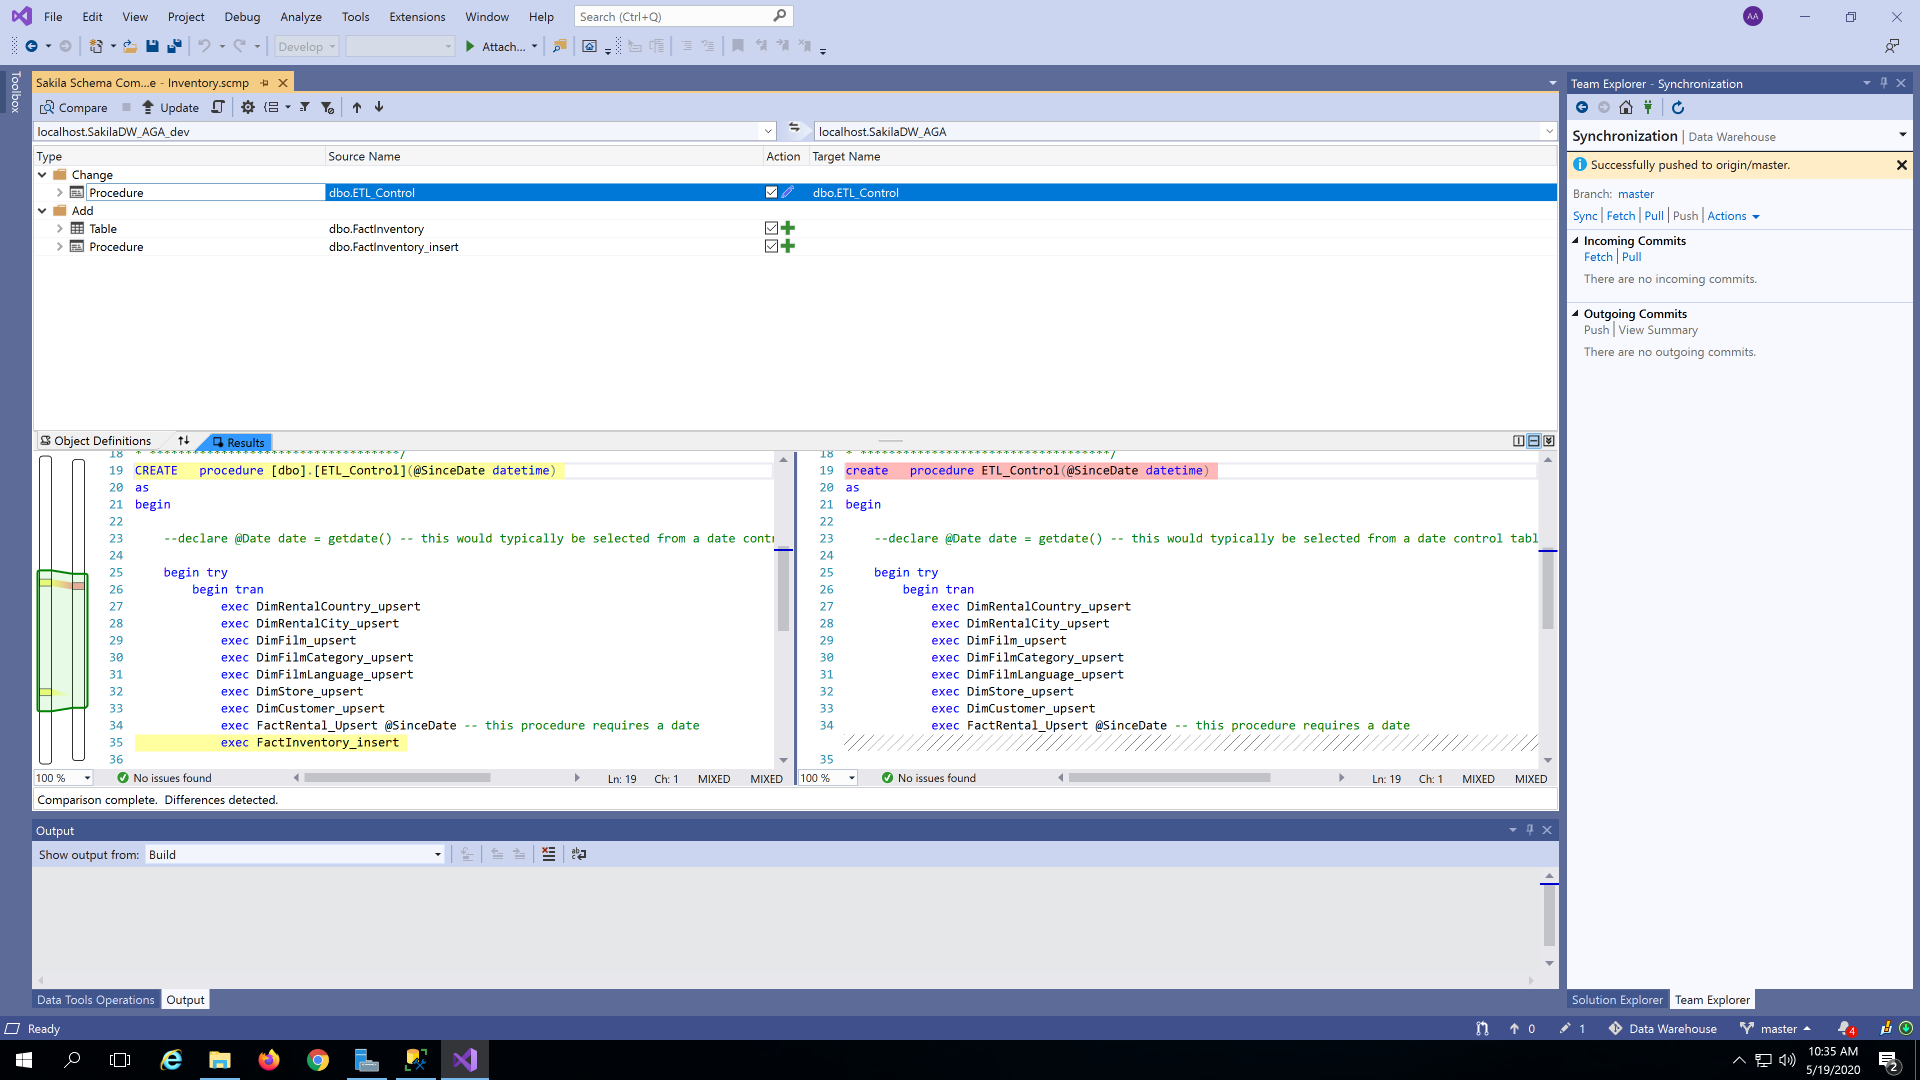 File Edit View Project Debug Analyze Tools Extensions Window Help Search (Ctrl+Q) AA
Develop Attach...
Toolbox
Sakila Schema Com...e - Inventory.scmp
Compare Update
localhost.SakilaDW_AGA_dev localhost.SakilaDW_AGA
Type Source Name Action Target Name
Change
Procedure dbo.ETL_Control dbo.ETL_Control
Add
Table dbo.FactInventory
Procedure dbo.FactInventory_insert
Object Definitions Results
18 * ***********************************/
19 CREATE   procedure [dbo].[ETL_Control](@SinceDate datetime)
20 as
21 begin
22
23 --declare @Date date = getdate() -- this would typically be selected from a date contr
24
25 begin try
26 begin tran
27 exec DimRentalCountry_upsert
28 exec DimRentalCity_upsert
29 exec DimFilm_upsert
30 exec DimFilmCategory_upsert
31 exec DimFilmLanguage_upsert
32 exec DimStore_upsert
33 exec DimCustomer_upsert
34 exec FactRental_Upsert @SinceDate -- this procedure requires a date
35 exec FactInventory_insert
36
100 % No issues found Ln: 19 Ch: 1 MIXED MIXED
18 * ***********************************/
19 create   procedure ETL_Control(@SinceDate datetime)
20 as
21 begin
22
23 --declare @Date date = getdate() -- this would typically be selected from a date control tabl
24
25 begin try
26 begin tran
27 exec DimRentalCountry_upsert
28 exec DimRentalCity_upsert
29 exec DimFilm_upsert
30 exec DimFilmCategory_upsert
31 exec DimFilmLanguage_upsert
32 exec DimStore_upsert
33 exec DimCustomer_upsert
34 exec FactRental_Upsert @SinceDate -- this procedure requires a date
35
100 % No issues found Ln: 19 Ch: 1 MIXED MIXED
Comparison complete.  Differences detected.
Output
Show output from: Build
Data Tools Operations Output
Team Explorer - Synchronization
Synchronization | Data Warehouse
Successfully pushed to origin/master.
Branch: master
Sync | Fetch | Pull | Push | Actions
Incoming Commits
Fetch | Pull
There are no incoming commits.
Outgoing Commits
Push | View Summary
There are no outgoing commits.
Solution Explorer Team Explorer
Ready 0 1 Data Warehouse master 4
10:35 AM
5/19/2020 2